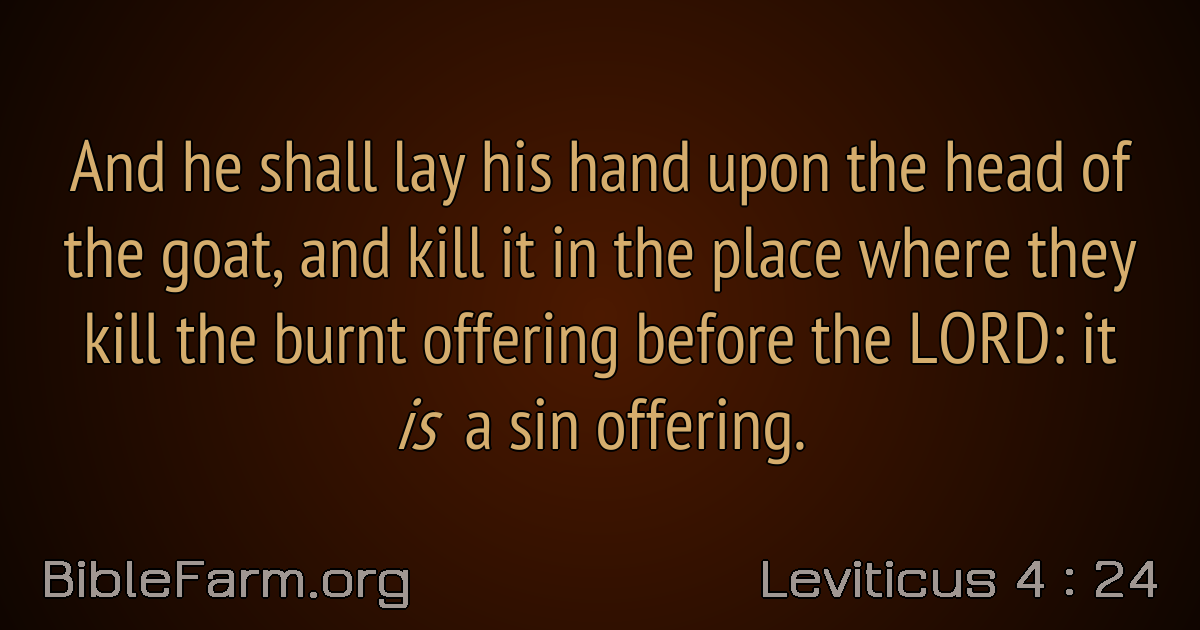 And he shall lay his hand upon the head of
the goat, and kill it in the place where they
kill the burnt offering before the LORD: it
is a sin offering.
BibleFarm.org
Leviticus 4 : 24